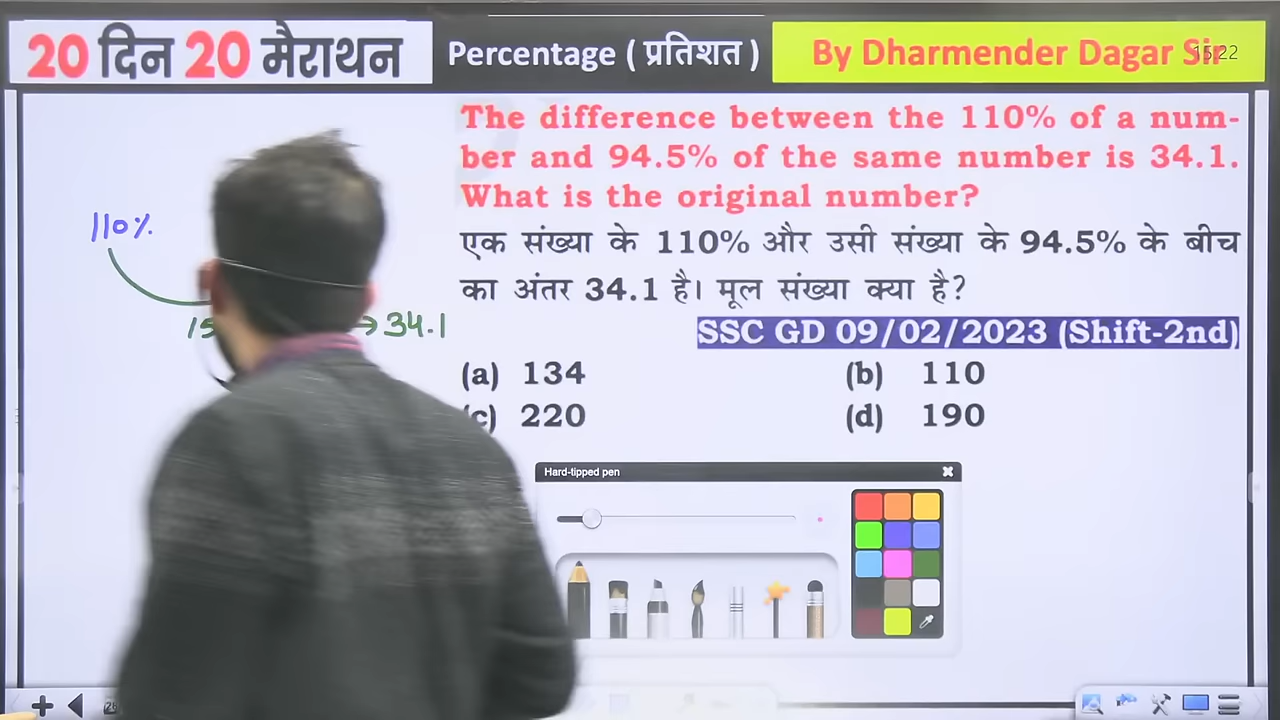 20 दिन 20 मैराथन
Percentage ( प्रतिशत )
By Dharmender Dagar Sir
15:22
The difference between the 110% of a num-
ber and 94.5% of the same number is 34.1.
What is the original number?
एक संख्या के 110% और उसी संख्या के 94.5% के बीच
का अंतर 34.1 है। मूल संख्या क्या है?
SSC GD 09/02/2023 (Shift-2nd)
(a) 134 (b) 110
c) 220 (d) 190
110%
15
→ 34.1
Hard-tipped pen